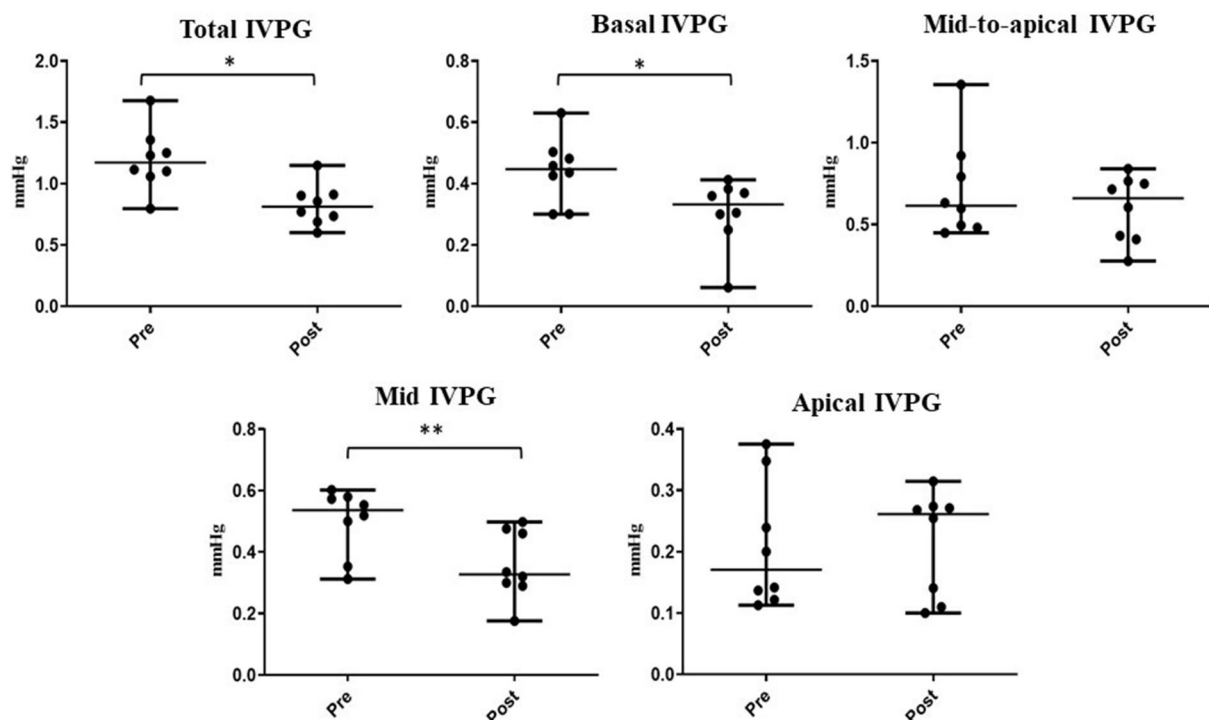 Total IVPG
Basal IVPG
Mid-to-apical IVPG
2.0
1.5
1.0
0.5
0.0
mmHg
*
Pre
Post
0.8
0.6
0.4
0.2
0.0
mmHg
*
Pre
Post
1.5
1.0
0.5
0.0
mmHg
Pre
Post
Mid IVPG
Apical IVPG
0.8
0.6
0.4
0.2
0.0
mmHg
**
Pre
Post
0.4
0.3
0.2
0.1
0.0
mmHg
Pre
Post